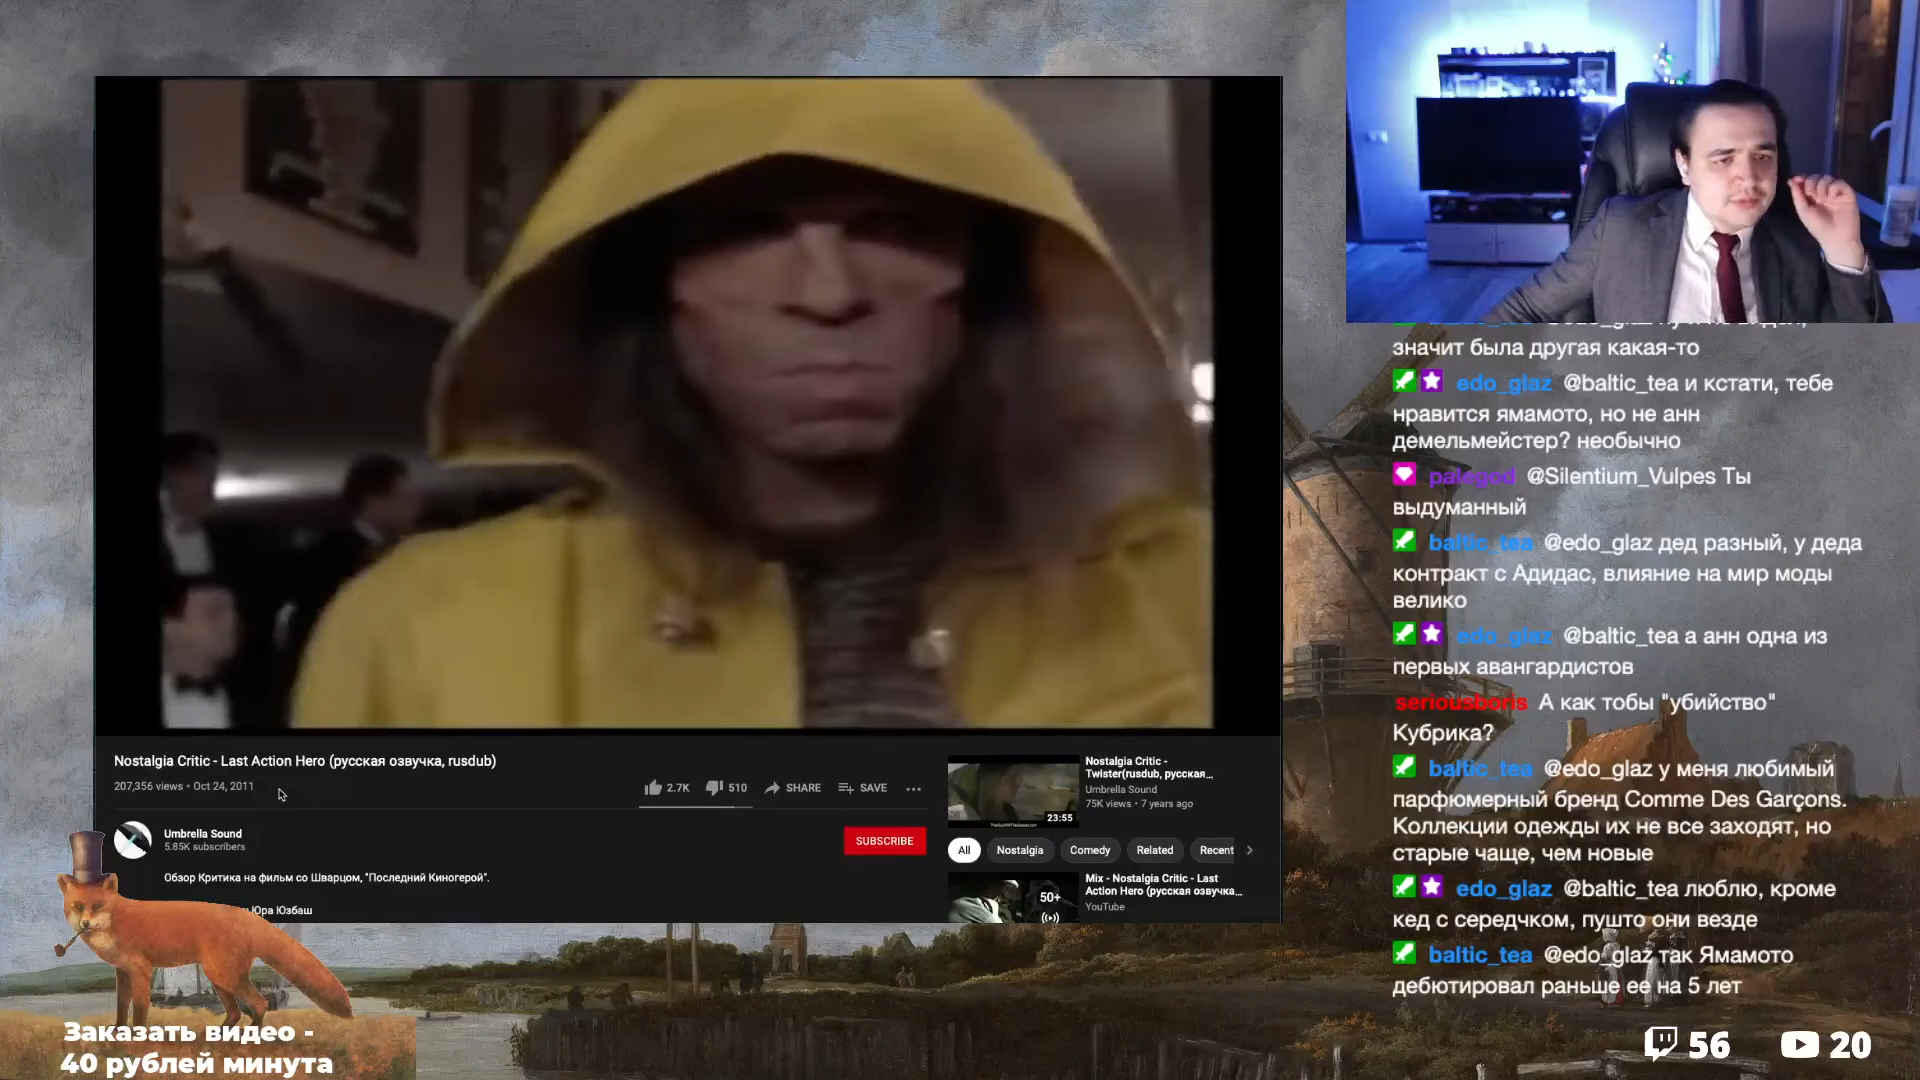 Nostalgia Critic - Last Action Hero (русская озвучка, rusdub)
207,356 views • Oct 24, 2011
2.7K
510
SHARE
SAVE
Umbrella Sound
5.85K subscribers
SUBSCRIBE
Обзор Критика на фильм со Шварцом, "Последний Киногерой".
Юра Юзбаш
Nostalgia Critic -
Twister(rusdub, русская...
Umbrella Sound
75K views • 7 years ago
23:55
All
Nostalgia
Comedy
Related
Recent
Mix - Nostalgia Critic - Last
Action Hero (русская озвучка...
YouTube
50+
значит была другая какая-то
edo_glaz @baltic_tea и кстати, тебе
нравится ямамото, но не анн
демельмейстер? необычно
palegod @Silentium_Vulpes Ты
выдуманный
baltic_tea @edo_glaz дед разный, у деда
контракт с Адидас, влияние на мир моды
велико
edo_glaz @baltic_tea а анн одна из
первых авангардистов
seriousboris А как тобы "убийство"
Кубрика?
baltic_tea @edo_glaz у меня любимый
парфюмерный бренд Comme Des Garçons.
Коллекции одежды их не все заходят, но
старые чаще, чем новые
edo_glaz @baltic_tea люблю, кроме
кед с середчком, пушто они везде
baltic_tea @edo_glaz так Ямамото
дебютировал раньше ее на 5 лет
Заказать видео -
40 рублей минута
56
20